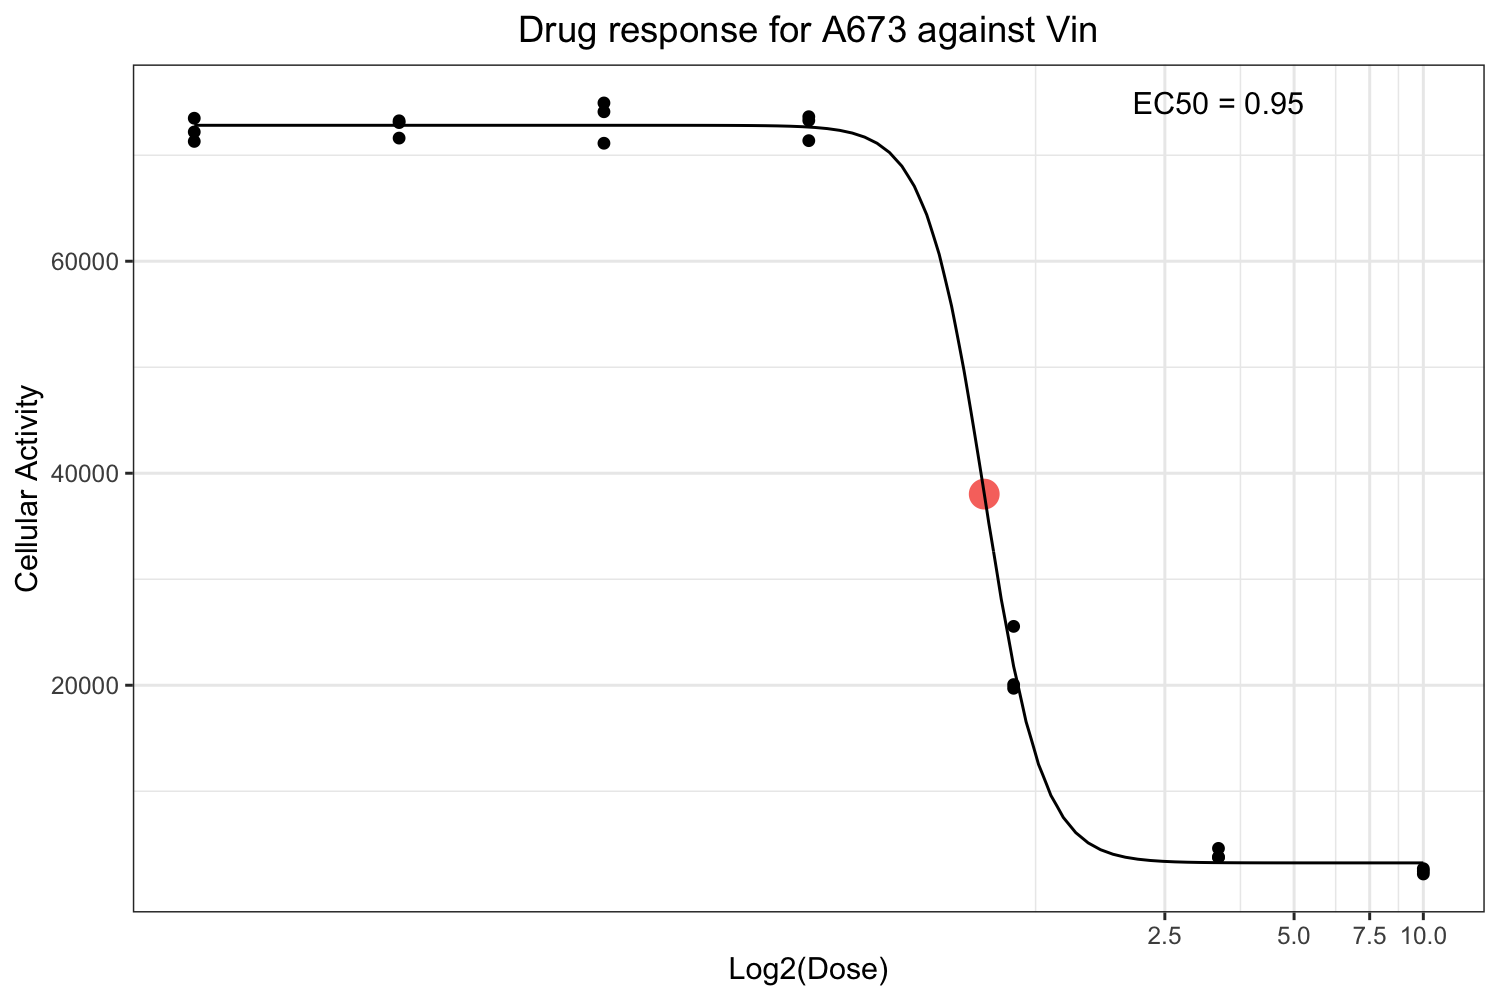 Drug response for A673 against Vin
EC50 = 0.95
60000
40000
20000
Cellular Activity
2.5 5.0 7.5 10.0
Log2(Dose)